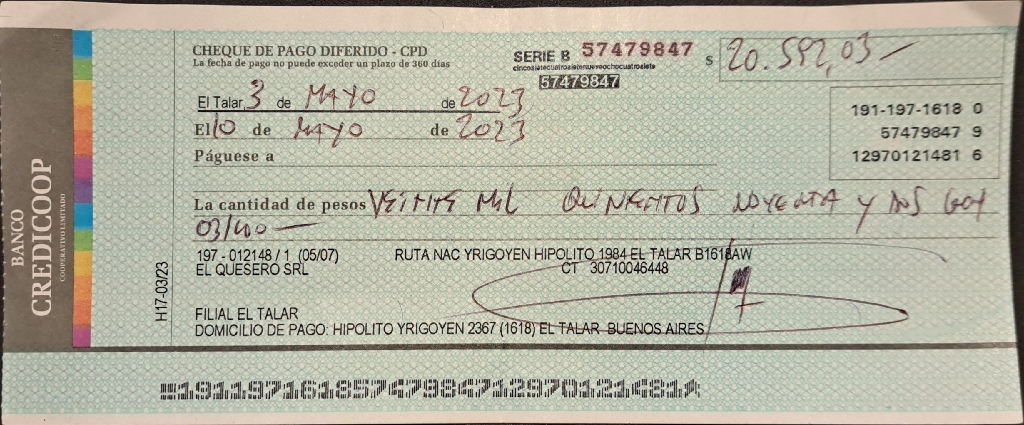 BANCO
CREDICOOP
COOPERATIVO LIMITADO
CHEQUE DE PAGO DIFERIDO - CPD
La fecha de pago no puede exceder un plazo de 360 días
SERIE B 57479847
cincosietecuatrosietenueveochocuatrosiete
57479847
$ 20.592,03 —
El Talar, 3 de MAYO de 2023
El 10 de MAYO de 2023
Páguese a
191-197-1618 0
57479847 9
12970121481 6
La cantidad de pesos VEINTE MIL QUINIENTOS NOVENTA Y DOS CON
03/100 —
197 - 012148 / 1 (05/07) RUTA NAC YRIGOYEN HIPOLITO 1984 EL TALAR B1618AW
EL QUESERO SRL CT 30710046448
H17-03/23
FILIAL EL TALAR
DOMICILIO DE PAGO: HIPOLITO YRIGOYEN 2367 (1618) EL TALAR BUENOS AIRES
19119716185747984712970121481